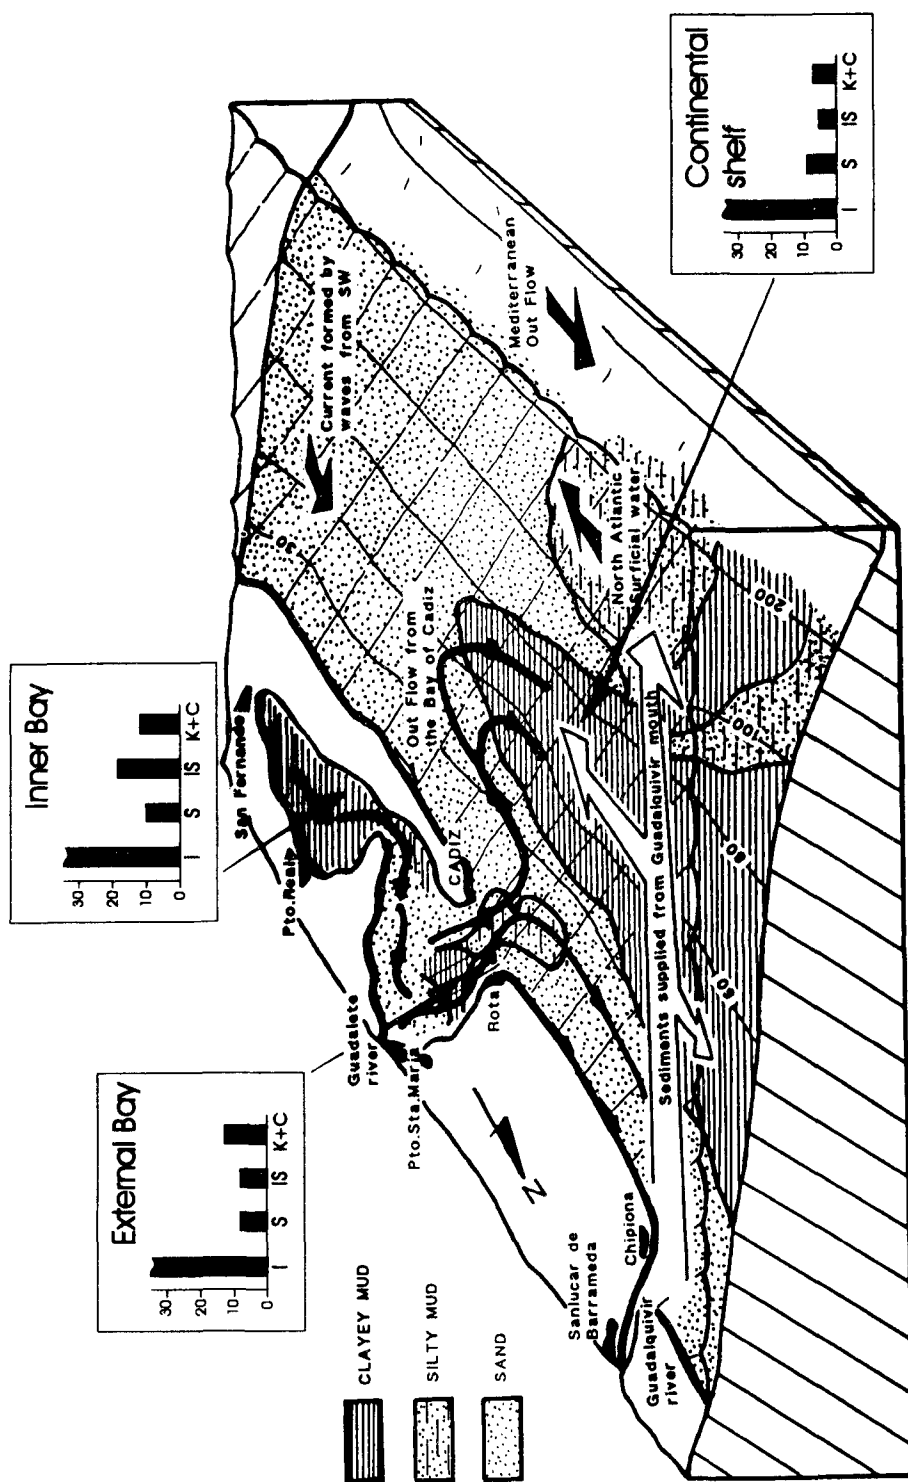 External Bay
30
20
10
0
I S IS K+C
Inner Bay
30
20
10
0
I S IS K+C
Continental
shelf
30
20
10
0
I S IS K+C
San Fernando
Pto.Real
Guadalete
river
Pto.Sta.Maria
Rota
CADIZ
N
Sanlucar de
Barrameda
Chipiona
Guadalquivir
river
Current formed by
waves from SW
Out Flow from
the Bay of Cadiz
Mediterranean
Out Flow
North Atlantic
Surficial water
Sediments supplied from Guadalquivir mouth
30
80
100
200
CLAYEY MUD
SILTY MUD
SAND